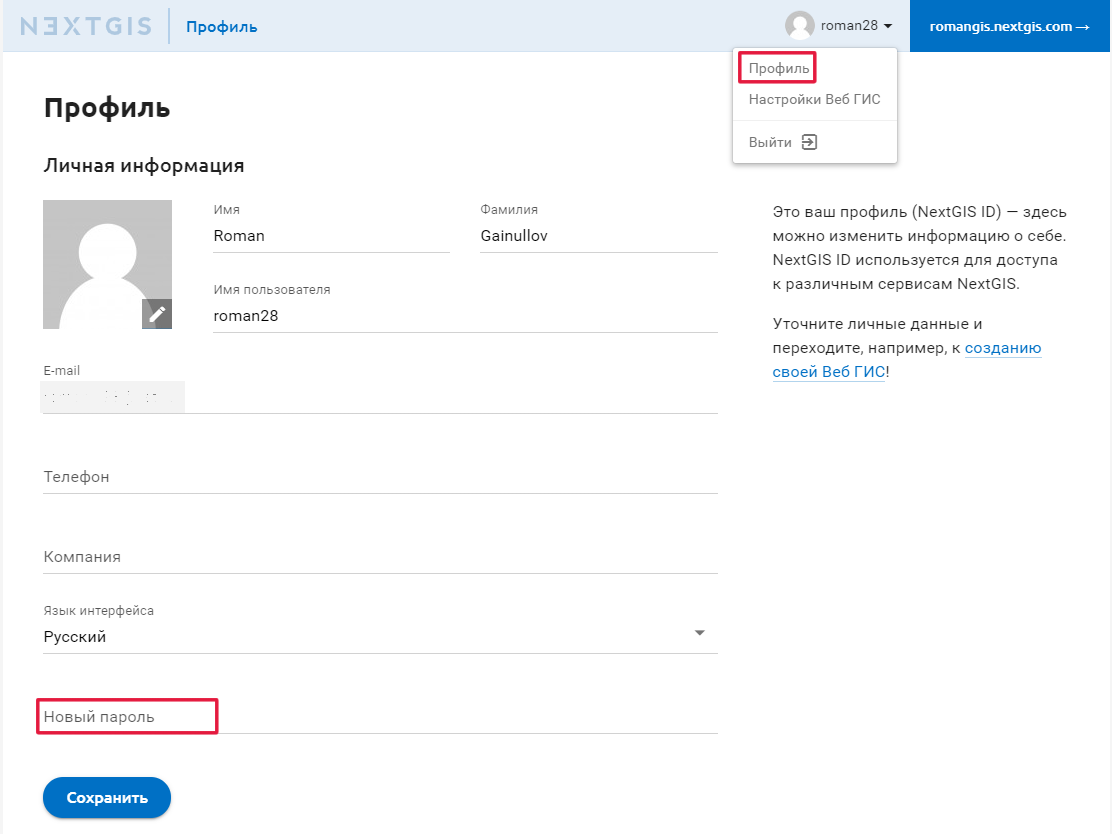 NEXTGIS
Профиль
roman28
romangis.nextgis.com →
Профиль
Настройки Веб ГИС
Выйти
Профиль
Личная информация
Имя
Фамилия
Roman
Gainullov
Имя пользователя
roman28
E-mail
Телефон
Компания
Язык интерфейса
Русский
Новый пароль
Сохранить
Это ваш профиль (NextGIS ID) — здесь
можно изменить информацию о себе.
NextGIS ID используется для доступа
к различным сервисам NextGIS.
Уточните личные данные и
переходите, например, к созданию
своей Веб ГИС!